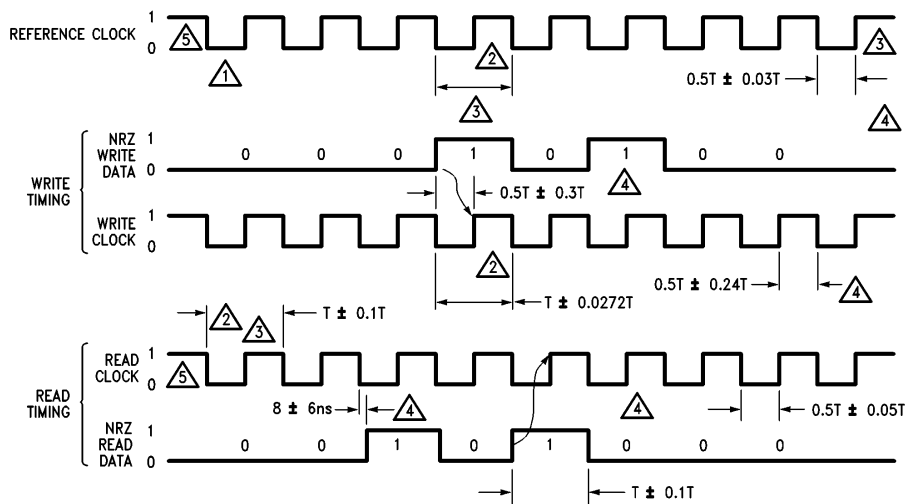 REFERENCE CLOCK 1 0
5
1
2
3
0.5T ± 0.03T
3
4
WRITE TIMING
NRZ WRITE DATA 1 0
0 0 0 1 0 1 0 0
0.5T ± 0.3T
4
WRITE CLOCK 1 0
2
T ± 0.0272T
0.5T ± 0.24T
4
2
3
T ± 0.1T
READ TIMING
READ CLOCK 1 0
5
8 ± 6ns
4
4
0.5T ± 0.05T
NRZ READ DATA 1 0
0 0 1 0 1 0 0 0
T ± 0.1T